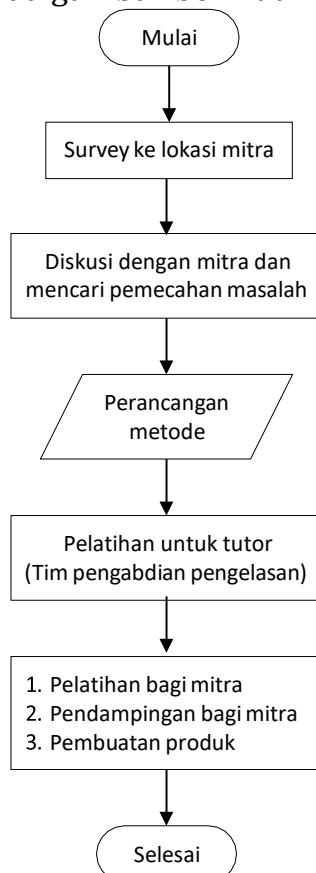 Mulai
Survey ke lokasi mitra
Diskusi dengan mitra dan
mencari pemecahan masalah
Perancangan
metode
Pelatihan untuk tutor
(Tim pengabdian pengelasan)
1. Pelatihan bagi mitra
2. Pendampingan bagi mitra
3. Pembuatan produk
Selesai